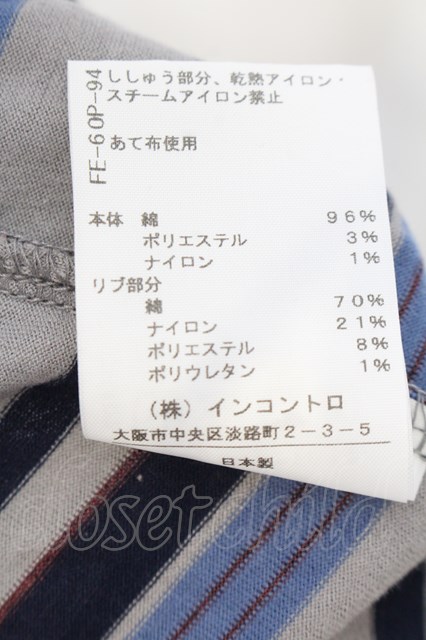 FE-60P-94
ししゅう部分、乾熱アイロン・
スチームアイロン禁止
あて布使用
本体 綿 96%
ポリエステル 3%
ナイロン 1%
リブ部分
綿 70%
ナイロン 21%
ポリエステル 8%
ポリウレタン 1%
(株) インコントロ
大阪市中央区淡路町2-3-5
日本製
closetchild